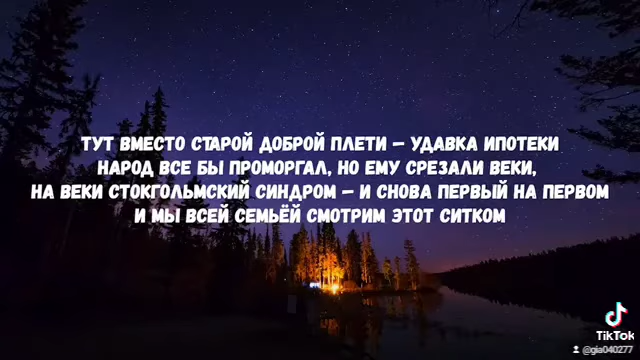 ТУТ ВМЕСТО СТАРОЙ ДОБРОЙ ПЛЕТИ – УДАВКА ИПОТЕКИ
НАРОД ВСЕ БЫ ПРОМОРГАЛ, НО ЕМУ СРЕЗАЛИ ВЕКИ,
НА ВЕКИ СТОКГОЛЬМСКИЙ СИНДРОМ – И СНОВА ПЕРВЫЙ НА ПЕРВОМ
И МЫ ВСЕЙ СЕМЬЁЙ СМОТРИМ ЭТОТ СИТКОМ
TikTok
@gia040277